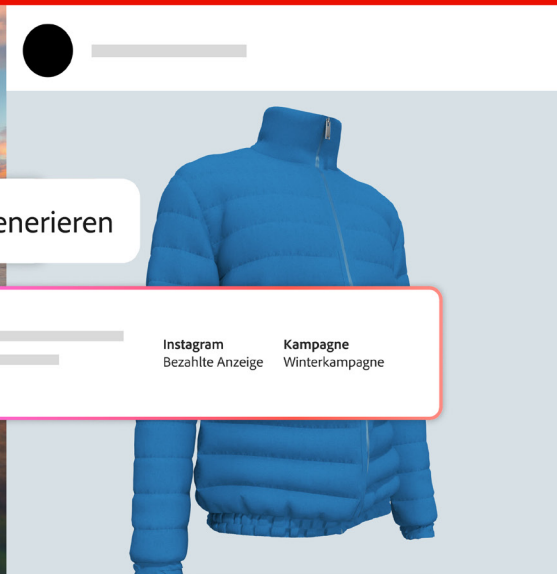 enerieren
Instagram
Bezahlte Anzeige
Kampagne
Winterkampagne